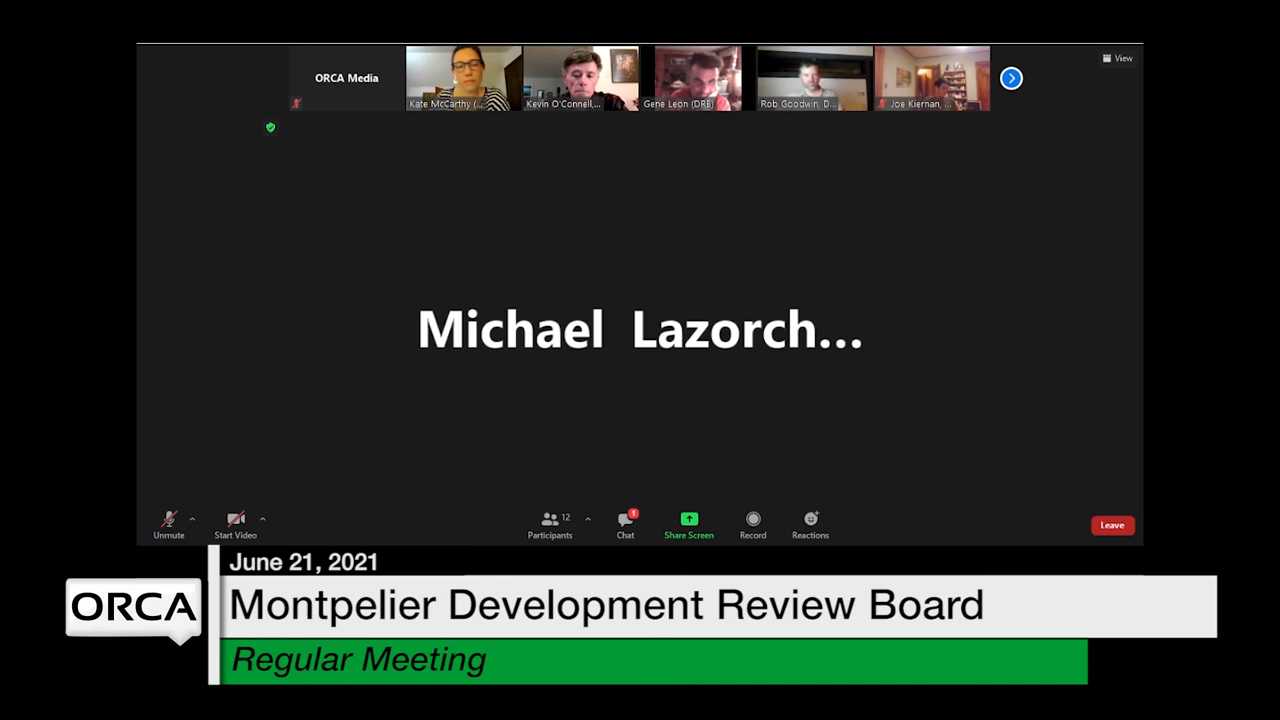 ORCA Media
Kate McCarthy (...
Kevin O'Connell,...
Gene Leon (DRB)
Rob Goodwin, D...
Joe Kiernan, ...
View
Michael Lazorch...
Unmute
Start Video
12
Participants
1
Chat
Share Screen
Record
Reactions
Leave
June 21, 2021
ORCA
Montpelier Development Review Board
Regular Meeting